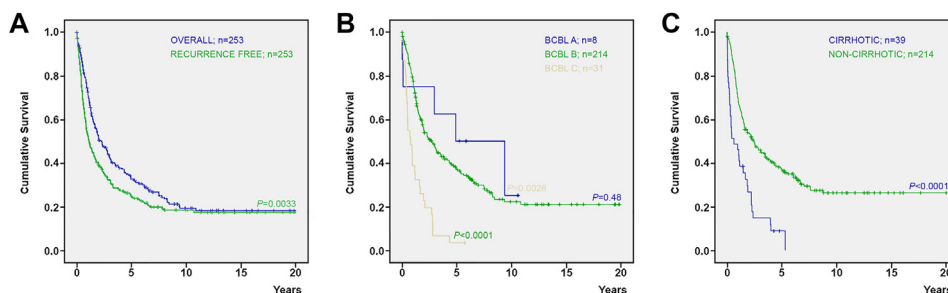 A
OVERALL; n=253
RECURRENCE FREE; n=253
Cumulative Survival
1.0
0.8
0.6
0.4
0.2
0.0
P=0.0033
0 5 10 15 20
Years
B
BCBL A; n=8
BCBL B; n=214
BCBL C; n=31
Cumulative Survival
1.0
0.8
0.6
0.4
0.2
0.0
P=0.0026
P=0.48
P<0.0001
0 5 10 15 20
Years
C
CIRRHOTIC; n=39
NON-CIRRHOTIC; n=214
Cumulative Survival
1.0
0.8
0.6
0.4
0.2
0.0
P<0.0001
0 5 10 15 20
Years